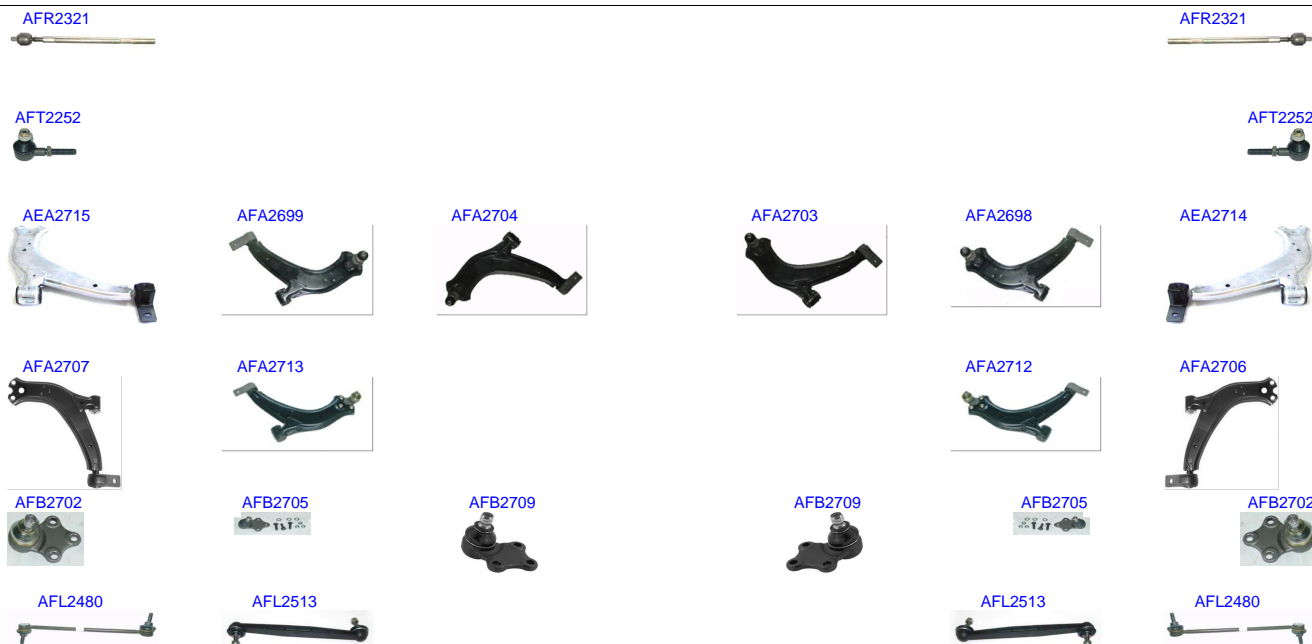 AFR2321 AFR2321
AFT2252 AFT2252
AEA2715 AFA2699 AFA2704 AFA2703 AFA2698 AEA2714
AFA2707 AFA2713 AFA2712 AFA2706
AFB2702 AFB2705 AFB2709 AFB2709 AFB2705 AFB2702
AFL2480 AFL2513 AFL2513 AFL2480